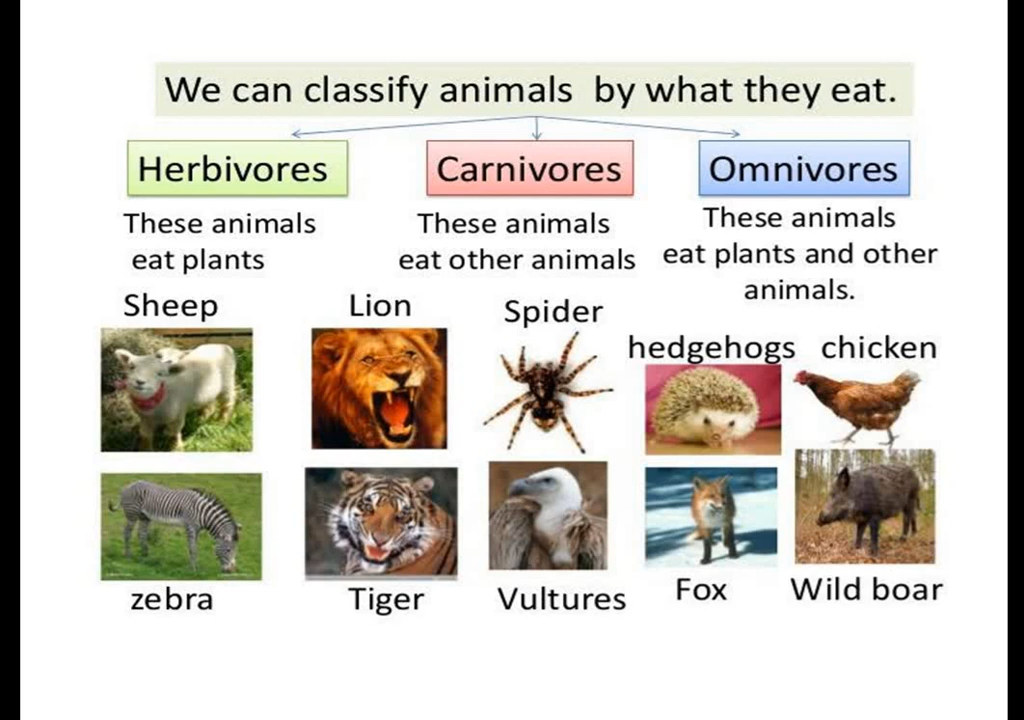 We can classify animals by what they eat.
Herbivores
Carnivores
Omnivores
These animals
eat plants
These animals
eat other animals
These animals
eat plants and other
animals.
Sheep
Lion
Spider
hedgehogs
chicken
zebra
Tiger
Vultures
Fox
Wild boar